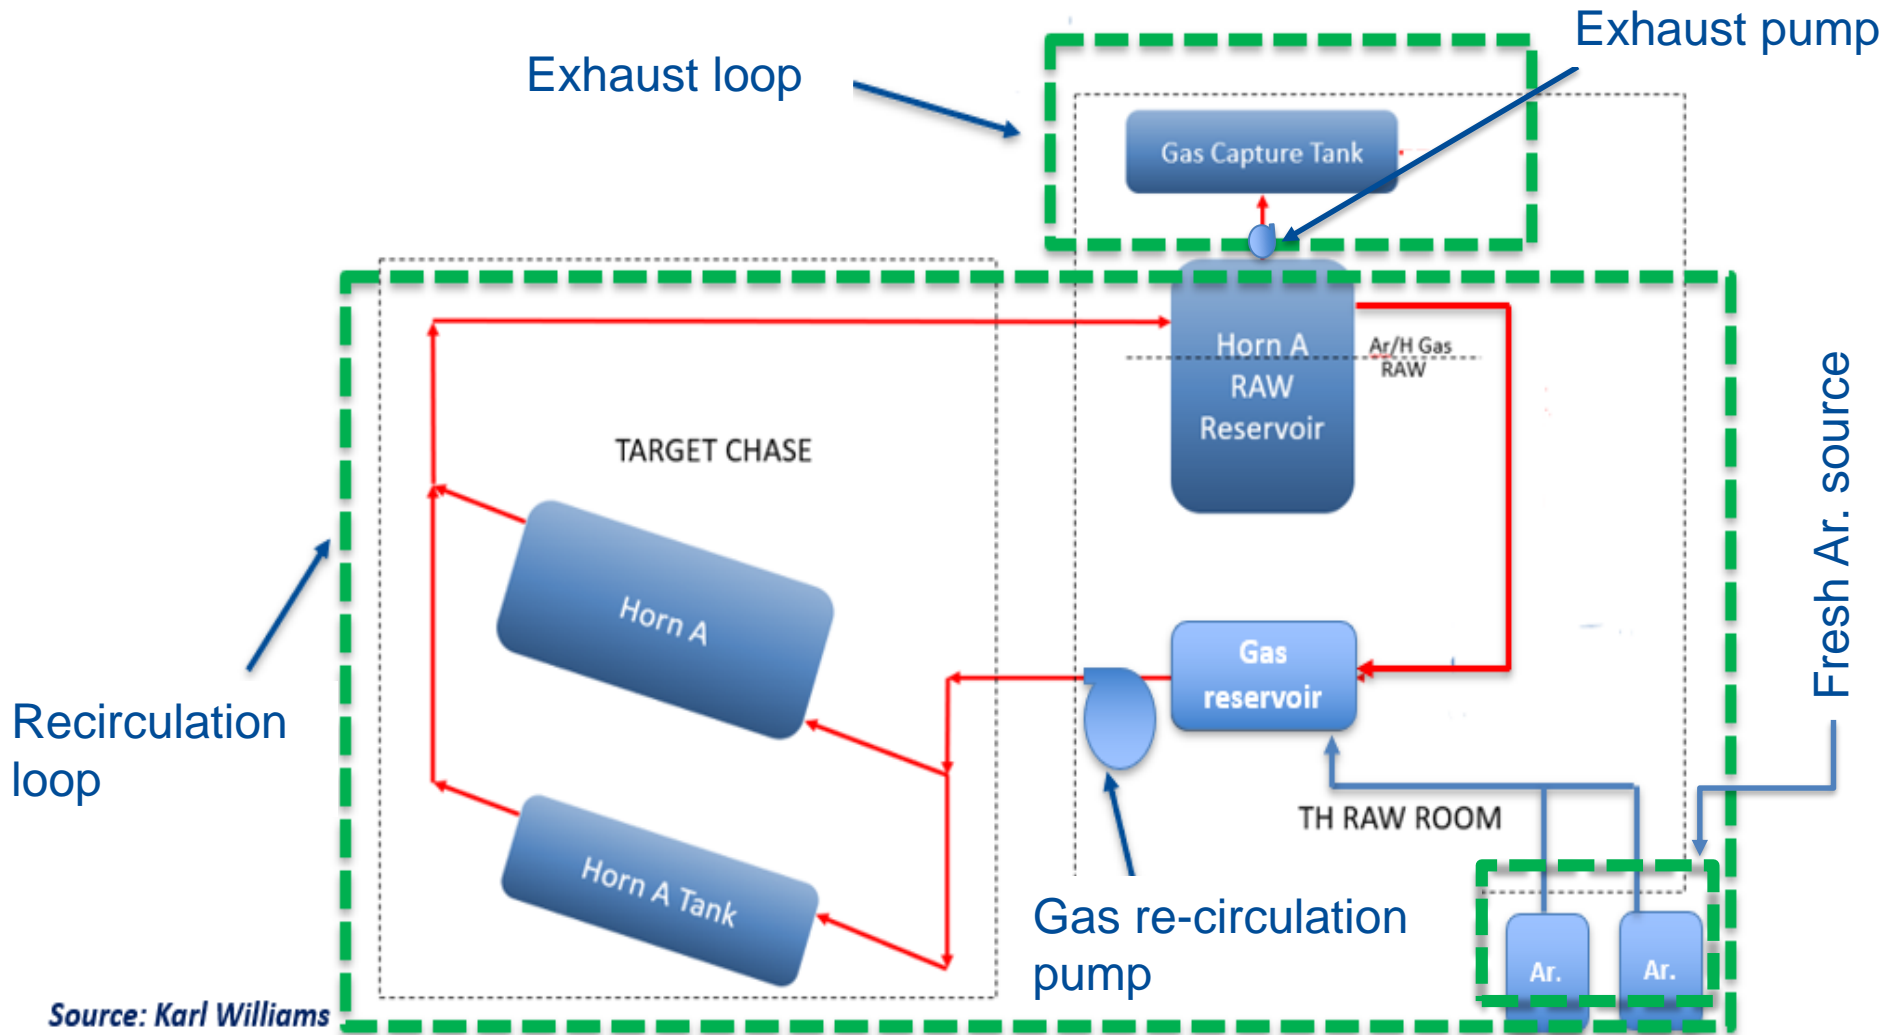 Exhaust pump
Exhaust loop
Gas Capture Tank
Horn A
RAW
Reservoir
Ar/H Gas
RAW
TARGET CHASE
Fresh Ar. source
Horn A
Gas
reservoir
Recirculation
loop
TH RAW ROOM
Horn A Tank
Gas re-circulation
pump
Ar.
Ar.
Source: Karl Williams